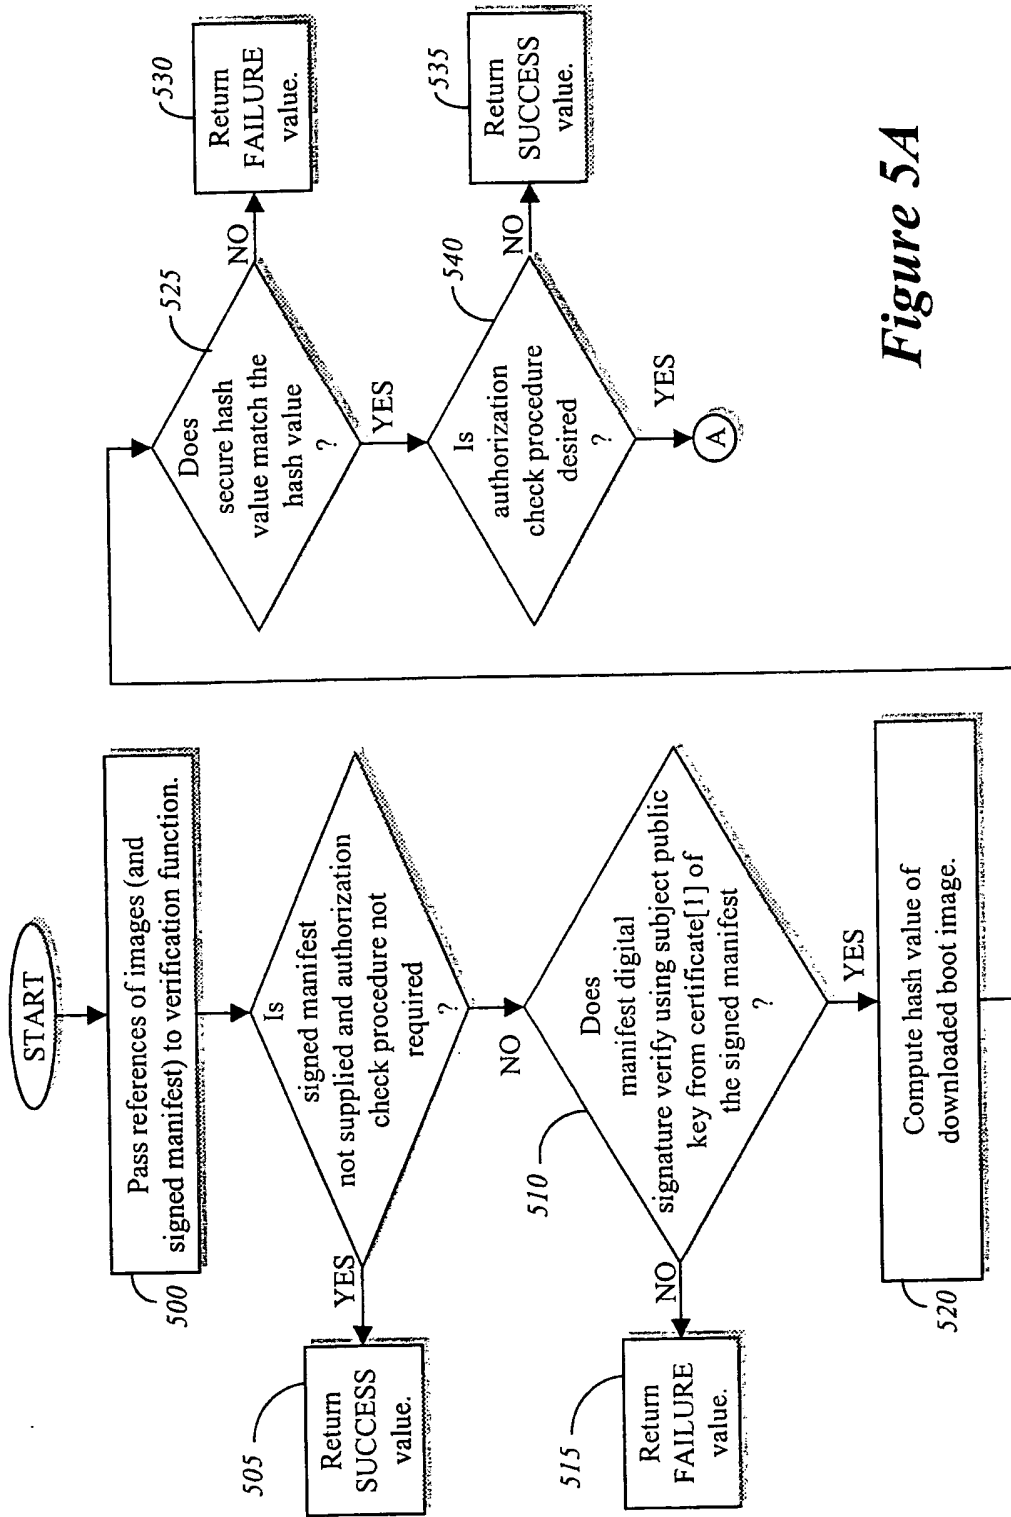 START
Pass references of images (and
signed manifest) to verification function.
500
Is
signed manifest
not supplied and authorization
check procedure not
required
?
YES
NO
505
Return
SUCCESS
value.
510
Does
manifest digital
signature verify using subject public
key from certificate[1] of
the signed manifest
?
NO
YES
515
Return
FAILURE
value.
520
Compute hash value of
downloaded boot image.
525
Does
secure hash
value match the
hash value
?
NO
YES
530
Return
FAILURE
value.
540
Is
authorization
check procedure
desired
?
NO
YES
535
Return
SUCCESS
value.
A
Figure 5A